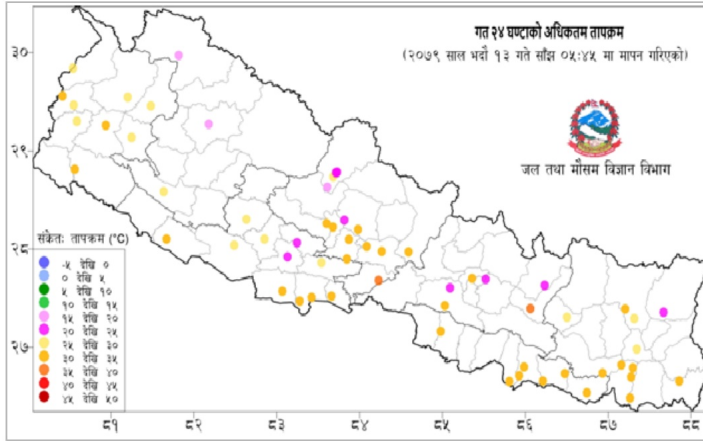 गत २४ घण्टाको अधिकतम तापक्रम
(२०७९ साल भदौ १३ गते साँझ ०५:४५ मा मापन गरिएको)
जल तथा मौसम विज्ञान विभाग
३०
२९
२८
२७
संकेतः तापक्रम (°C)
-५ देखि ०
० देखि ५
५ देखि १०
१० देखि १५
१५ देखि २०
२० देखि २५
२५ देखि ३०
३० देखि ३५
३५ देखि ४०
४० देखि ४५
४५ देखि ५०
८१ ८२ ८३ ८४ ८५ ८६ ८७ ८८